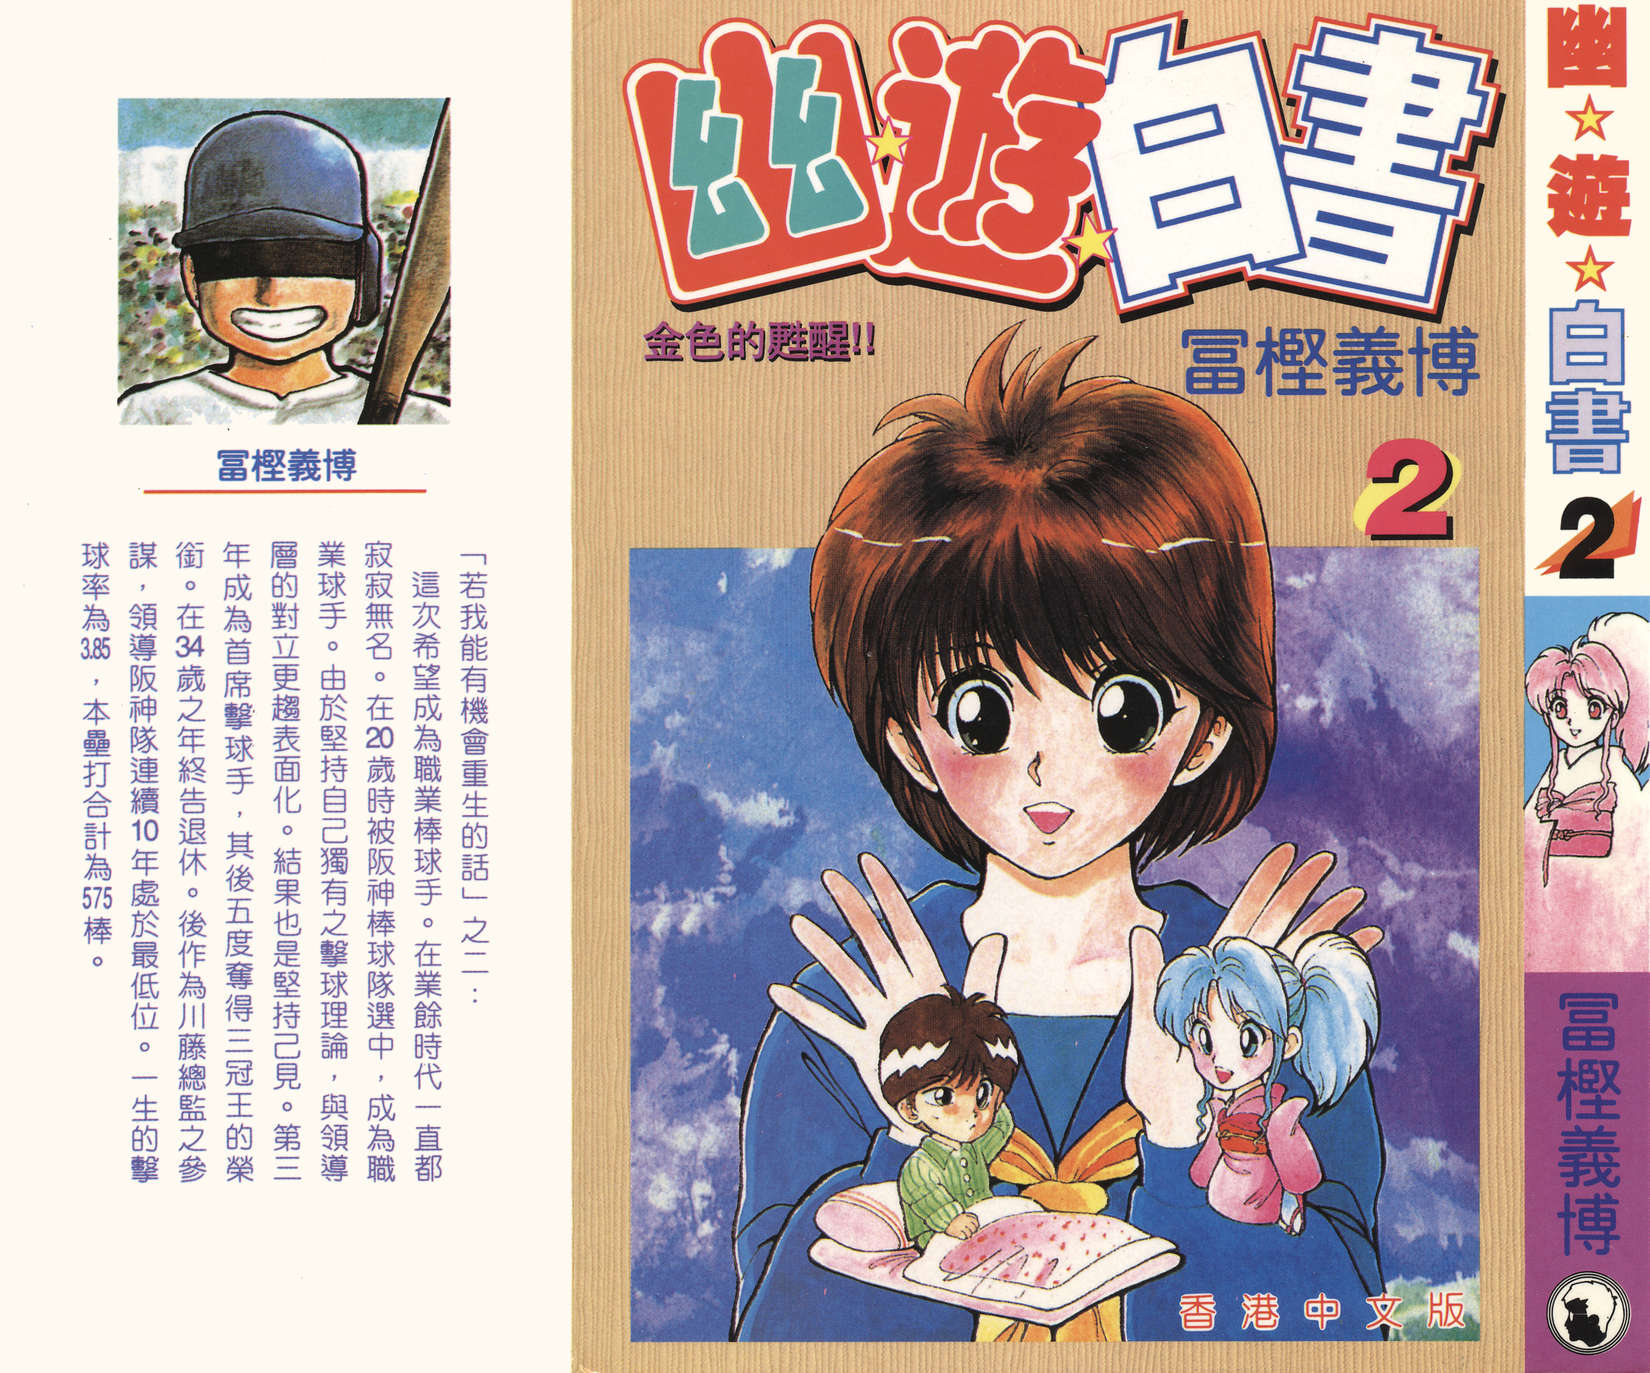 冨樫義博
「若我能有機會重生的話」之二：
這次希望成為職業棒球手。在業餘時代一直都
寂寂無名。在20歲時被阪神棒球隊選中，成為職
業球手。由於堅持自己獨有之擊球理論，與領導
層的對立更趨表面化。結果也是堅持己見。第三
年成為首席擊球手，其後五度奪得三冠王的榮
銜。在34歲之年終告退休。後作為川藤總監之參
謀，領導阪神隊連續10年處於最低位。一生的擊
球率為3.85，本壘打合計為575棒。
幽★遊★白書
金色的甦醒!!
冨樫義博
2
香港中文版
幽☆遊☆白書
2
冨樫義博